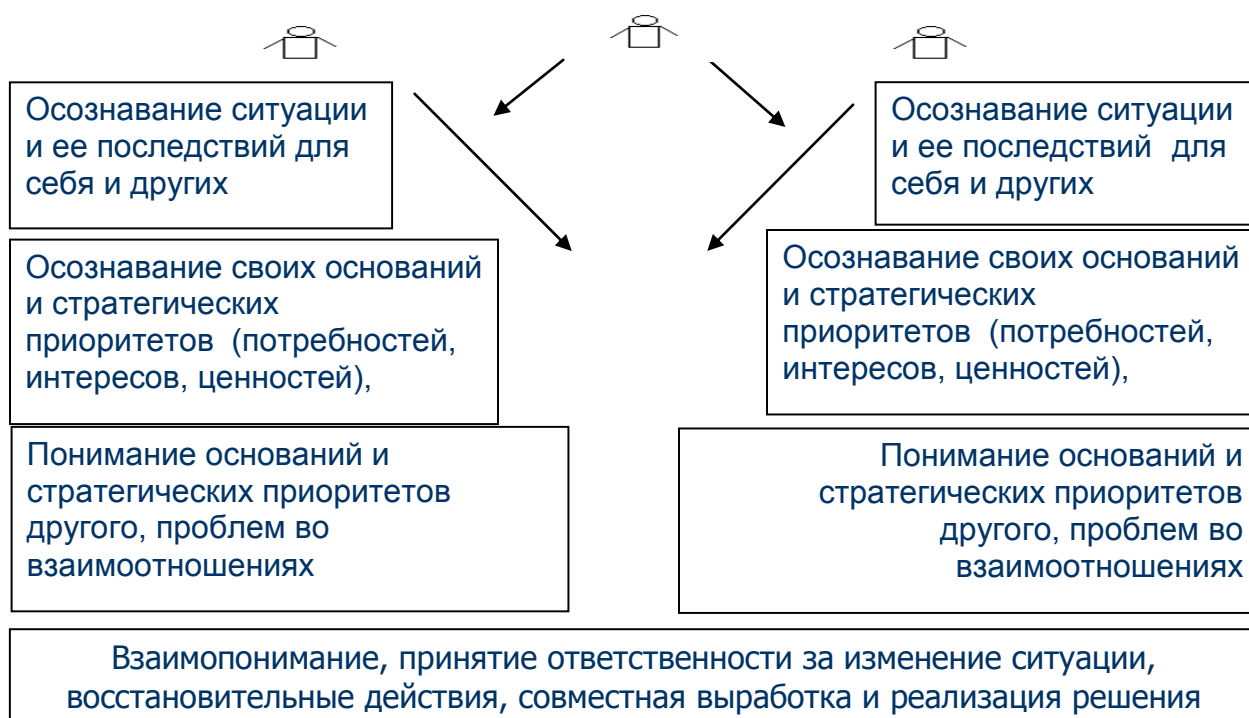 Осознавание ситуации
и ее последствий для
себя и других
Осознавание ситуации
и ее последствий для
себя и других
Осознавание своих оснований
и стратегических
приоритетов (потребностей,
интересов, ценностей),
Осознавание своих оснований
и стратегических
приоритетов (потребностей,
интересов, ценностей),
Понимание оснований и
стратегических приоритетов
другого, проблем во
взаимоотношениях
Понимание оснований и
стратегических приоритетов
другого, проблем во
взаимоотношениях
Взаимопонимание, принятие ответственности за изменение ситуации,
восстановительные действия, совместная выработка и реализация решения